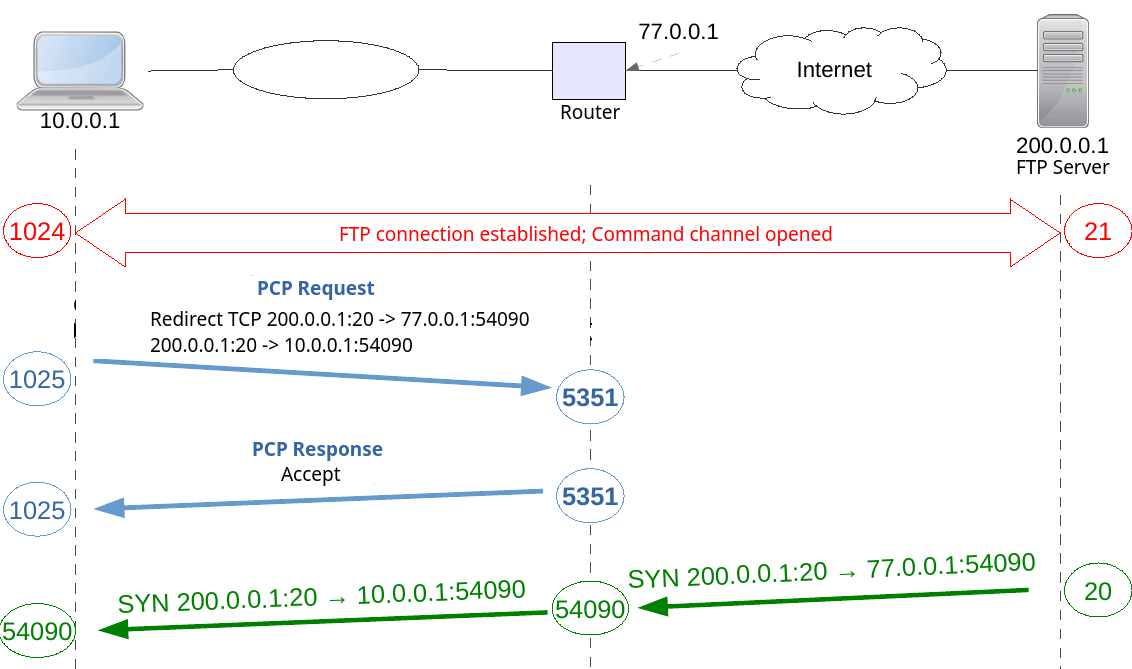 77.0.0.1
Internet
10.0.0.1
Router
200.0.0.1
FTP Server
1024
FTP connection established; Command channel opened
21
PCP Request
Redirect TCP 200.0.0.1:20 -> 77.0.0.1:54090
200.0.0.1:20 -> 10.0.0.1:54090
1025
5351
PCP Response
Accept
1025
5351
SYN 200.0.0.1:20 → 77.0.0.1:54090
SYN 200.0.0.1:20 → 10.0.0.1:54090
54090
54090
20